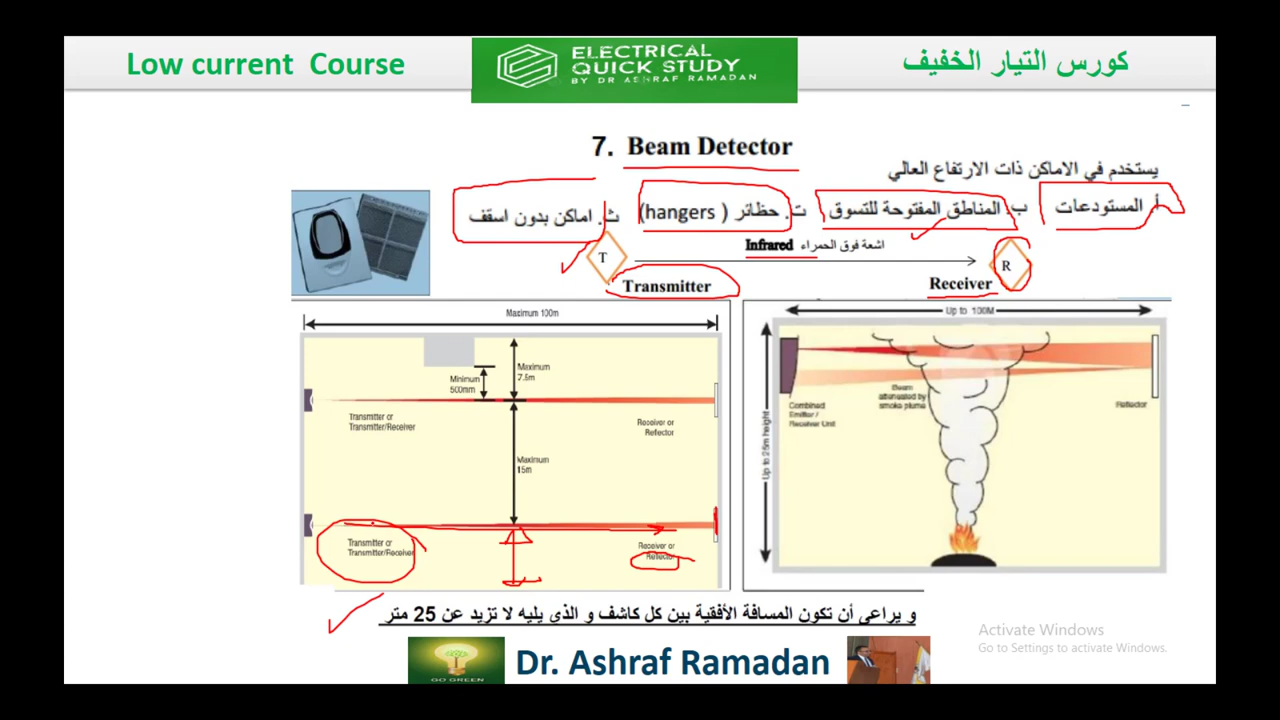 Low current Course
ELECTRICAL
QUICK STUDY
BY DR ASHRAF RAMADAN
كورس التيار الخفيف
7. Beam Detector
يستخدم في الاماكن ذات الارتفاع العالي
أ. المستودعات ب. المناطق المفتوحة للتسوق ت. حظائر ( hangers) ث. اماكن بدون اسقف
Infrared اشعة فوق الحمراء
T
R
Transmitter
Receiver
Maximum 100m
Minimum
500mm
Maximum
7.5m
Transmitter or
Transmitter/Receiver
Receiver or
Reflector
Maximum
15m
Transmitter or
Transmitter/Receiver
Receiver or
Reflector
Up to 100M
Up to 25m height
Combined
Emitter /
Receiver Unit
Beam
attenuated by
smoke plume
Reflector
و يراعي أن تكون المسافة الأفقية بين كل كاشف و الذي يليه لا تزيد عن 25 متر
GO GREEN
Dr. Ashraf Ramadan
Activate Windows
Go to Settings to activate Windows.